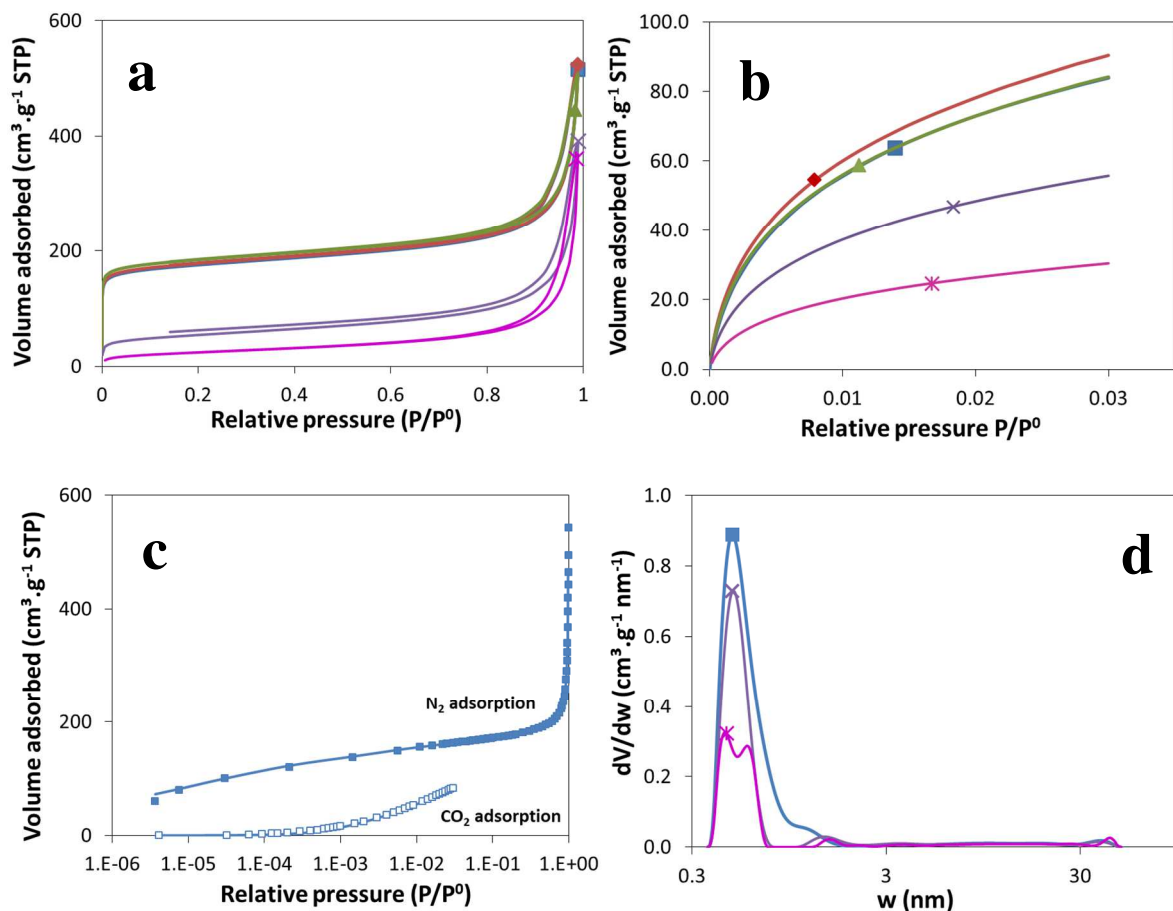 a
Volume adsorbed (cm³.g⁻¹ STP)
600
400
200
0
0
0.2
0.4
0.6
0.8
1
Relative pressure (P/P⁰)
b
Volume adsorbed (cm³.g⁻¹ STP)
100.0
80.0
60.0
40.0
20.0
0.0
0.00
0.01
0.02
0.03
Relative pressure P/P⁰
c
Volume adsorbed (cm³.g⁻¹ STP)
600
400
200
0
N₂ adsorption
CO₂ adsorption
1.E-06
1.E-05
1.E-04
1.E-03
1.E-02
1.E-01
1.E+00
Relative pressure (P/P⁰)
d
dV/dw (cm³.g⁻¹ nm⁻¹)
1.0
0.8
0.6
0.4
0.2
0.0
0.3
3
30
w (nm)